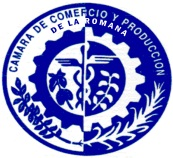 CAMARA DE COMERCIO Y PRODUCCION
DE LA ROMANA